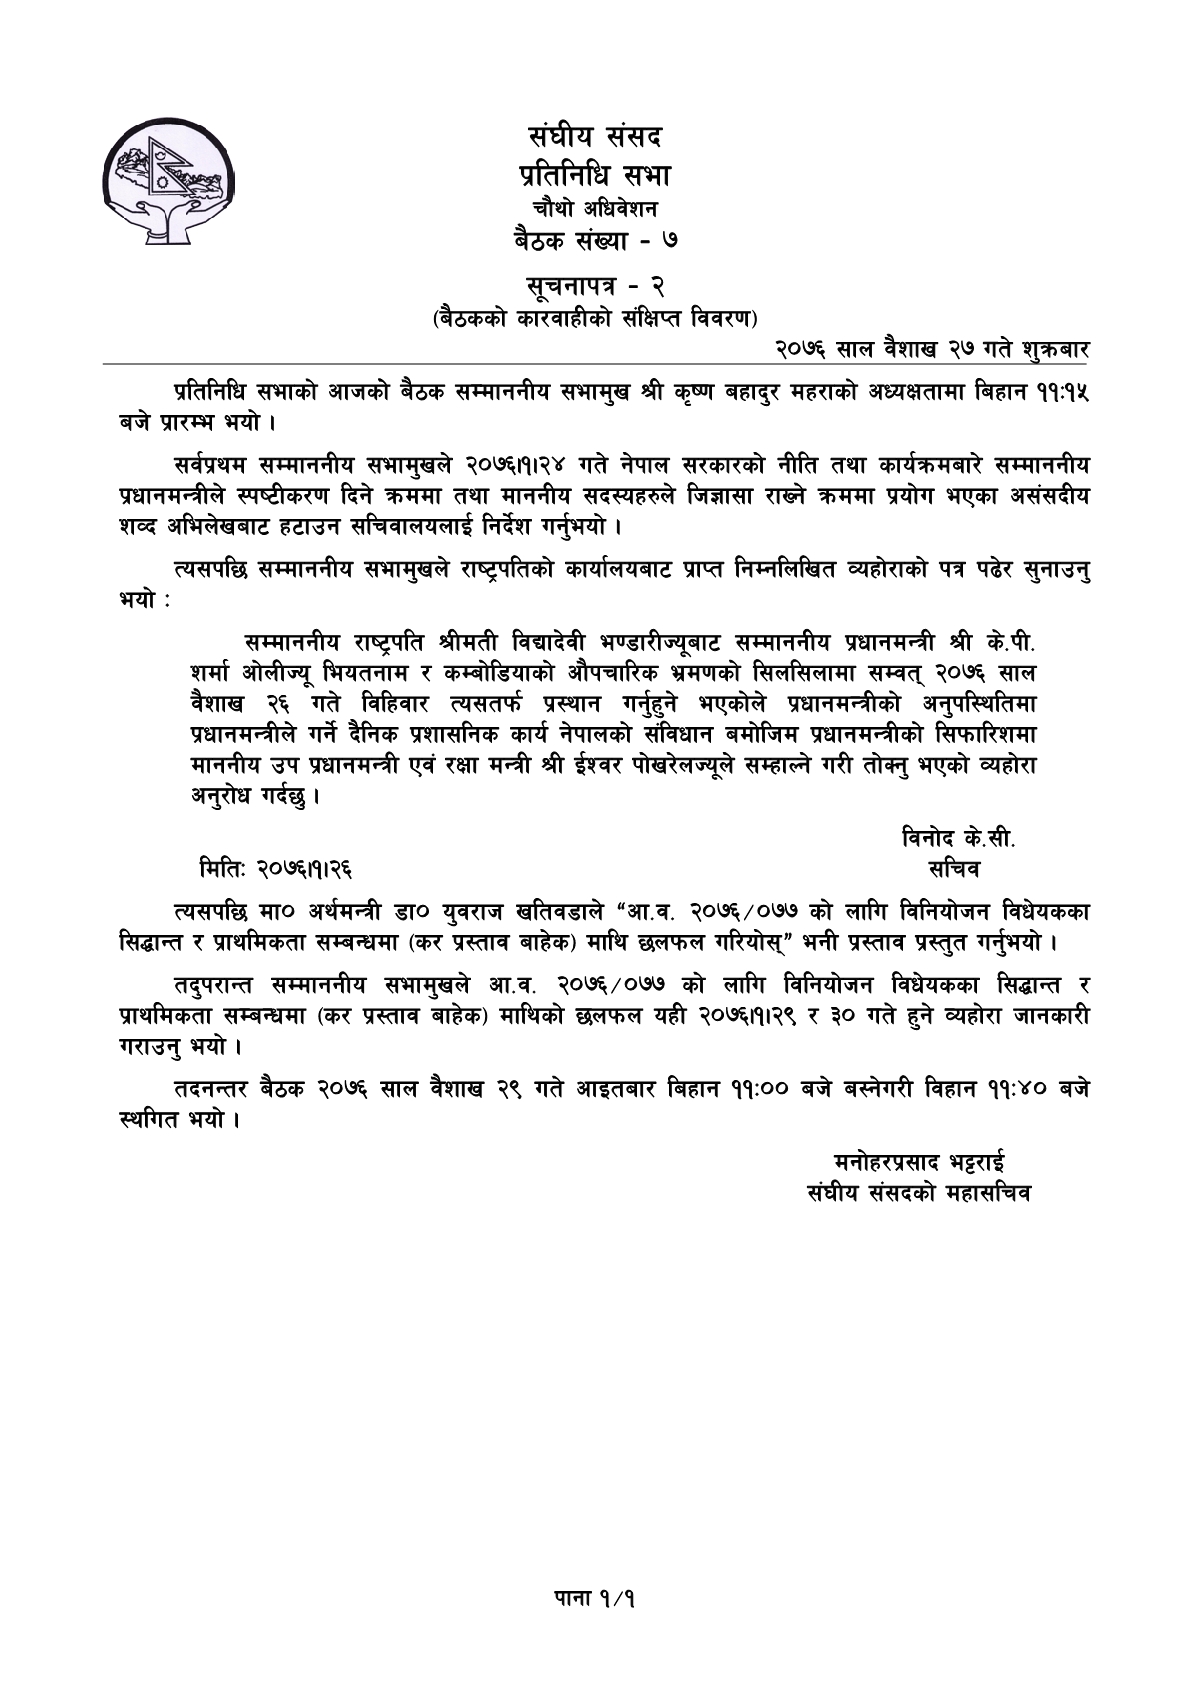 संघीय संसद
प्रतिनिधि सभा
चौथो अधिवेशन
बैठक संख्या - ७
सूचनापत्र - २
(बैठकको कारवाहीको संक्षिप्त विवरण)
२०७६ साल वैशाख २७ गते शुक्रबार
प्रतिनिधि सभाको आजको बैठक सम्माननीय सभामुख श्री कृष्ण बहादुर महराको अध्यक्षतामा बिहान ११:१५
बजे प्रारम्भ भयो ।
सर्वप्रथम सम्माननीय सभामुखले २०७६।१।२४ गते नेपाल सरकारको नीति तथा कार्यक्रमबारे सम्माननीय
प्रधानमन्त्रीले स्पष्टीकरण दिने क्रममा तथा माननीय सदस्यहरुले जिज्ञासा राख्ने क्रममा प्रयोग भएका असंसदीय
शव्द अभिलेखबाट हटाउन सचिवालयलाई निर्देश गर्नुभयो ।
त्यसपछि सम्माननीय सभामुखले राष्ट्रपतिको कार्यालयबाट प्राप्त निम्नलिखित व्यहोराको पत्र पढेर सुनाउनु
भयो :
सम्माननीय राष्ट्रपति श्रीमती विद्यादेवी भण्डारीज्यूबाट सम्माननीय प्रधानमन्त्री श्री के.पी.
शर्मा ओलीज्यू भियतनाम र कम्बोडियाको औपचारिक भ्रमणको सिलसिलामा सम्वत् २०७६ साल
वैशाख २६ गते विहिवार त्यसतर्फ प्रस्थान गर्नुहुने भएकोले प्रधानमन्त्रीको अनुपस्थितिमा
प्रधानमन्त्रीले गर्ने दैनिक प्रशासनिक कार्य नेपालको संविधान बमोजिम प्रधानमन्त्रीको सिफारिशमा
माननीय उप प्रधानमन्त्री एवं रक्षा मन्त्री श्री ईश्वर पोखरेलज्यूले सम्हाल्ने गरी तोक्नु भएको व्यहोरा
अनुरोध गर्दछु ।
विनोद के.सी.
मितिः २०७६।१।२६ सचिव
त्यसपछि मा० अर्थमन्त्री डा० युवराज खतिवडाले “आ.व. २०७६/०७७ को लागि विनियोजन विधेयकका
सिद्धान्त र प्राथमिकता सम्बन्धमा (कर प्रस्ताव बाहेक) माथि छलफल गरियोस्” भनी प्रस्ताव प्रस्तुत गर्नुभयो ।
तदुपरान्त सम्माननीय सभामुखले आ.व. २०७६/०७७ को लागि विनियोजन विधेयकका सिद्धान्त र
प्राथमिकता सम्बन्धमा (कर प्रस्ताव बाहेक) माथिको छलफल यही २०७६।१।२९ र ३० गते हुने व्यहोरा जानकारी
गराउनु भयो ।
तदनन्तर बैठक २०७६ साल वैशाख २९ गते आइतबार बिहान ११:०० बजे बस्नेगरी विहान ११:४० बजे
स्थगित भयो ।
मनोहरप्रसाद भट्टराई
संघीय संसदको महासचिव
पाना १/१